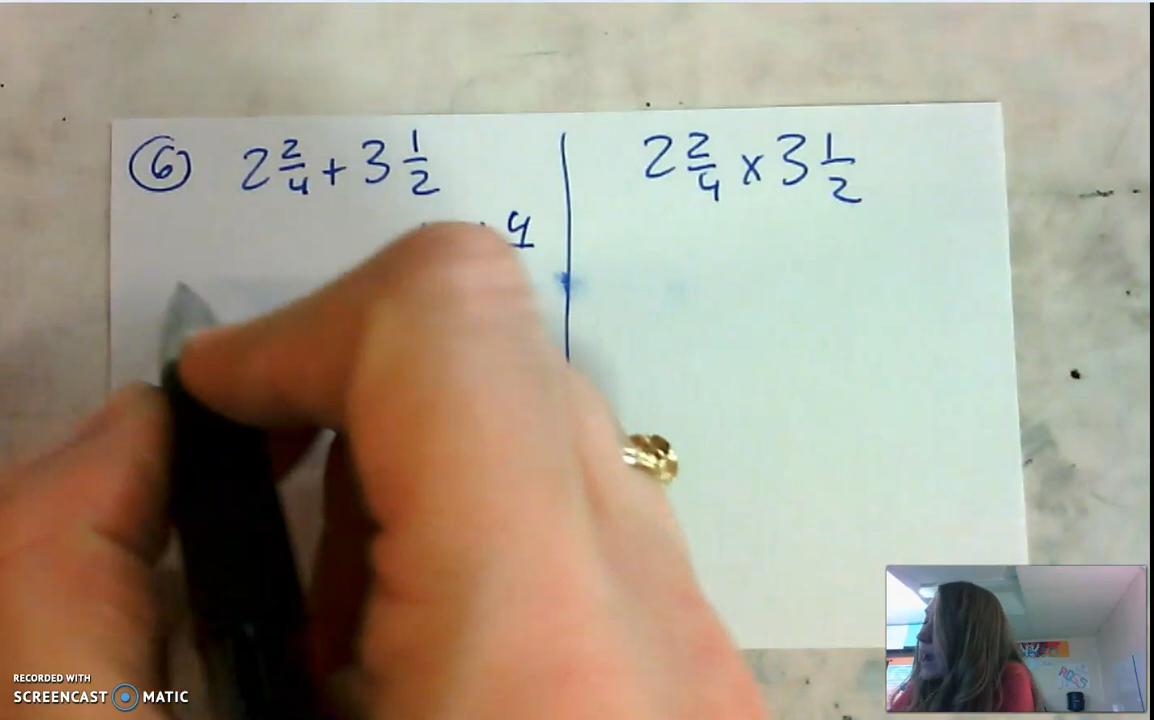 ⑥ 2 2/4 + 3 1/2
2 2/4 x 3 1/2
RECORDED WITH
SCREENCAST MATIC